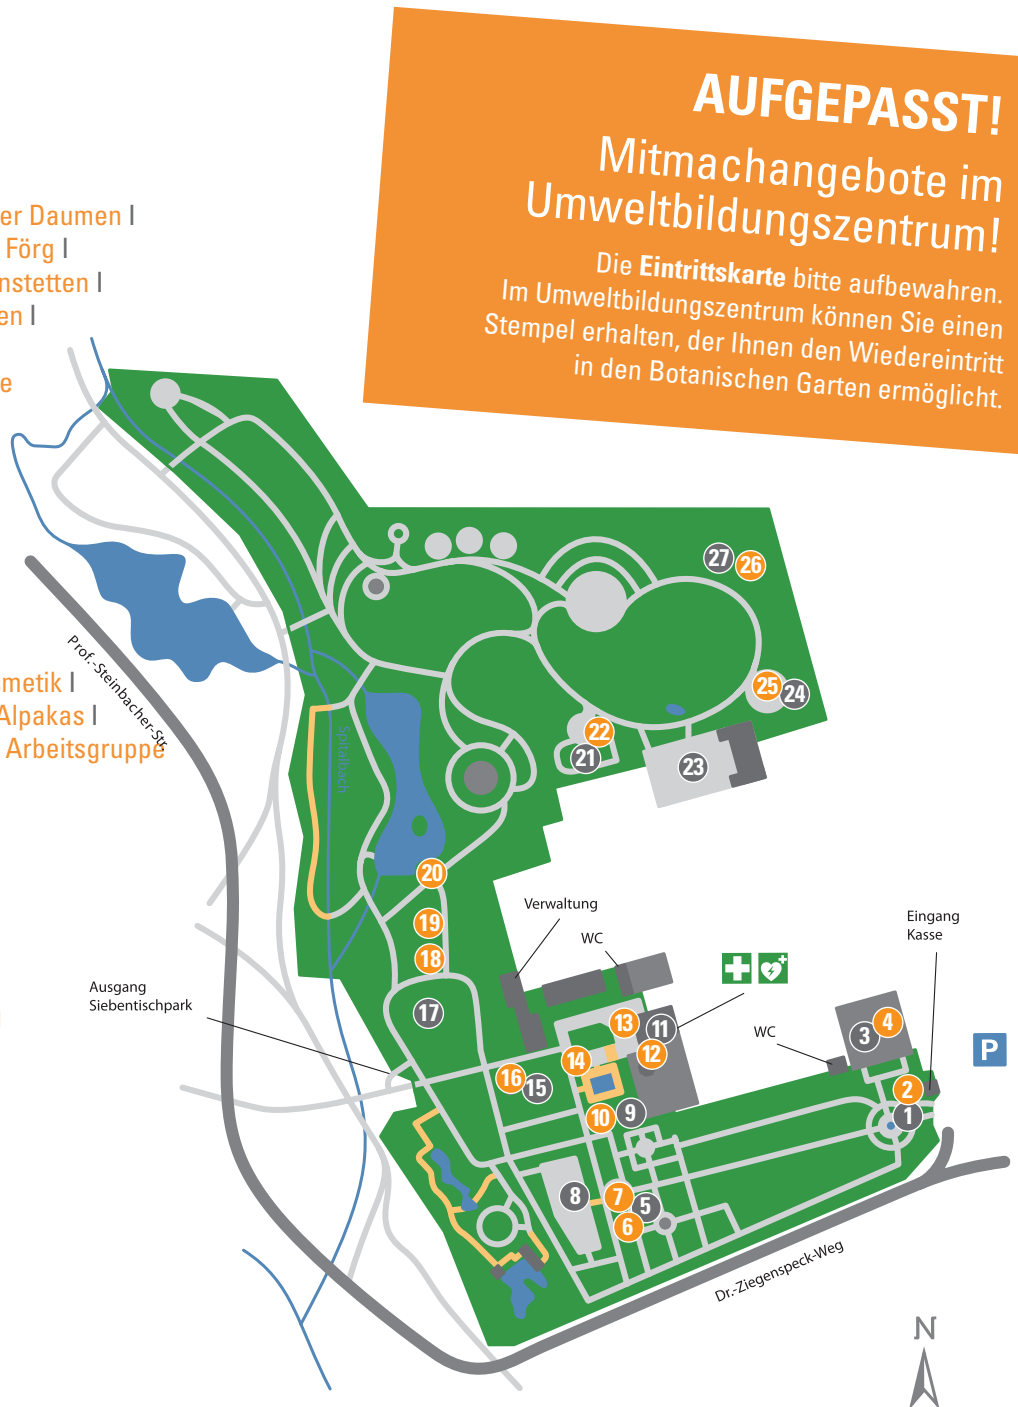 AUFGEPASST!
Mitmachangebote im
Umweltbildungszentrum!
Die Eintrittskarte bitte aufbewahren.
Im Umweltbildungszentrum können Sie einen
Stempel erhalten, der Ihnen den Wiedereintritt
in den Botanischen Garten ermöglicht.
er Daumen I
Förg I
nstetten I
en I
e
metik I
Alpakas I
Arbeitsgruppe
Prof.-Steinbacher-Str.
Spitalbach
27
26
25
24
22
21
23
20
19
18
17
Verwaltung
WC
Eingang
Kasse
Ausgang
Siebentischpark
WC
P
13
11
12
14
16
15
10
9
4
3
2
1
8
7
5
6
Dr.-Ziegenspeck-Weg
N